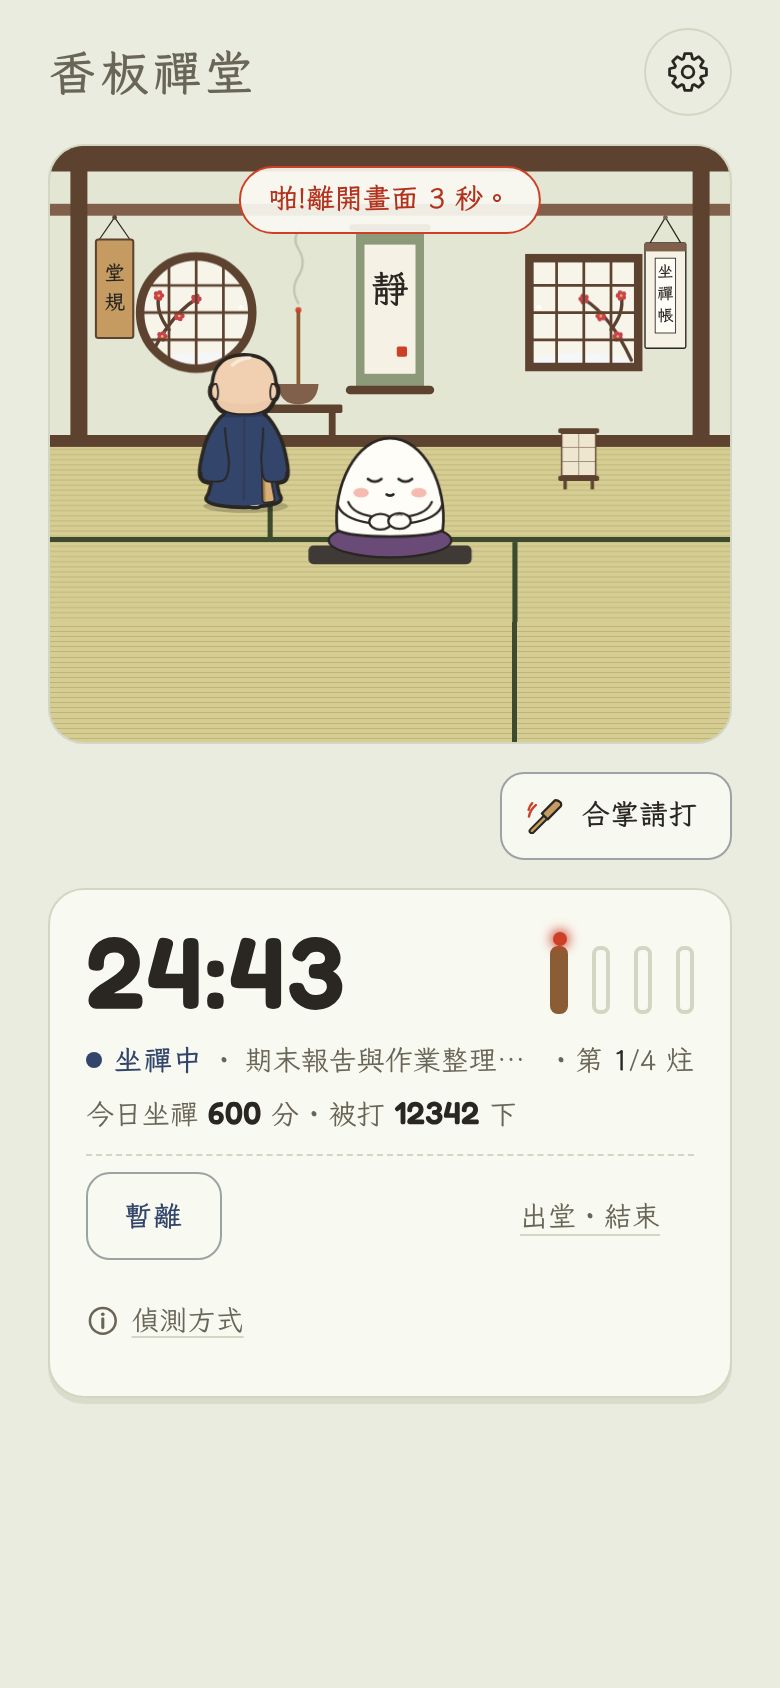 香板禪堂
啪!離開畫面 3 秒。
堂規
靜
坐禪帳
合掌請打
24:43
坐禪中 · 期末報告與作業整理… · 第 1/4 炷
今日坐禪 600 分 · 被打 12342 下
暫離
出堂 · 結束
偵測方式